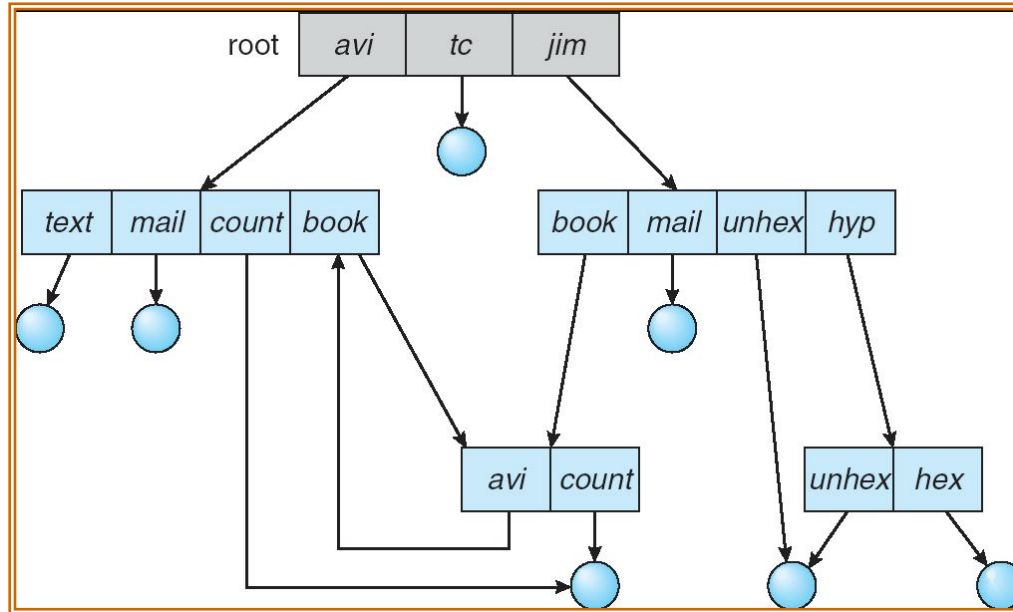 root avi tc jim
text mail count book book mail unhex hyp
avi count unhex hex